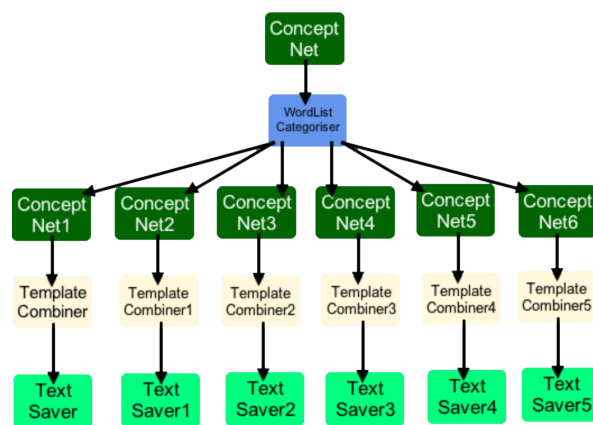 Concept
Net
WordList
Categoriser
Concept
Net1
Concept
Net2
Concept
Net3
Concept
Net4
Concept
Net5
Concept
Net6
Template
Combiner
Template
Combiner1
Template
Combiner2
Template
Combiner3
Template
Combiner4
Template
Combiner5
Text
Saver
Text
Saver1
Text
Saver2
Text
Saver3
Text
Saver4
Text
Saver5